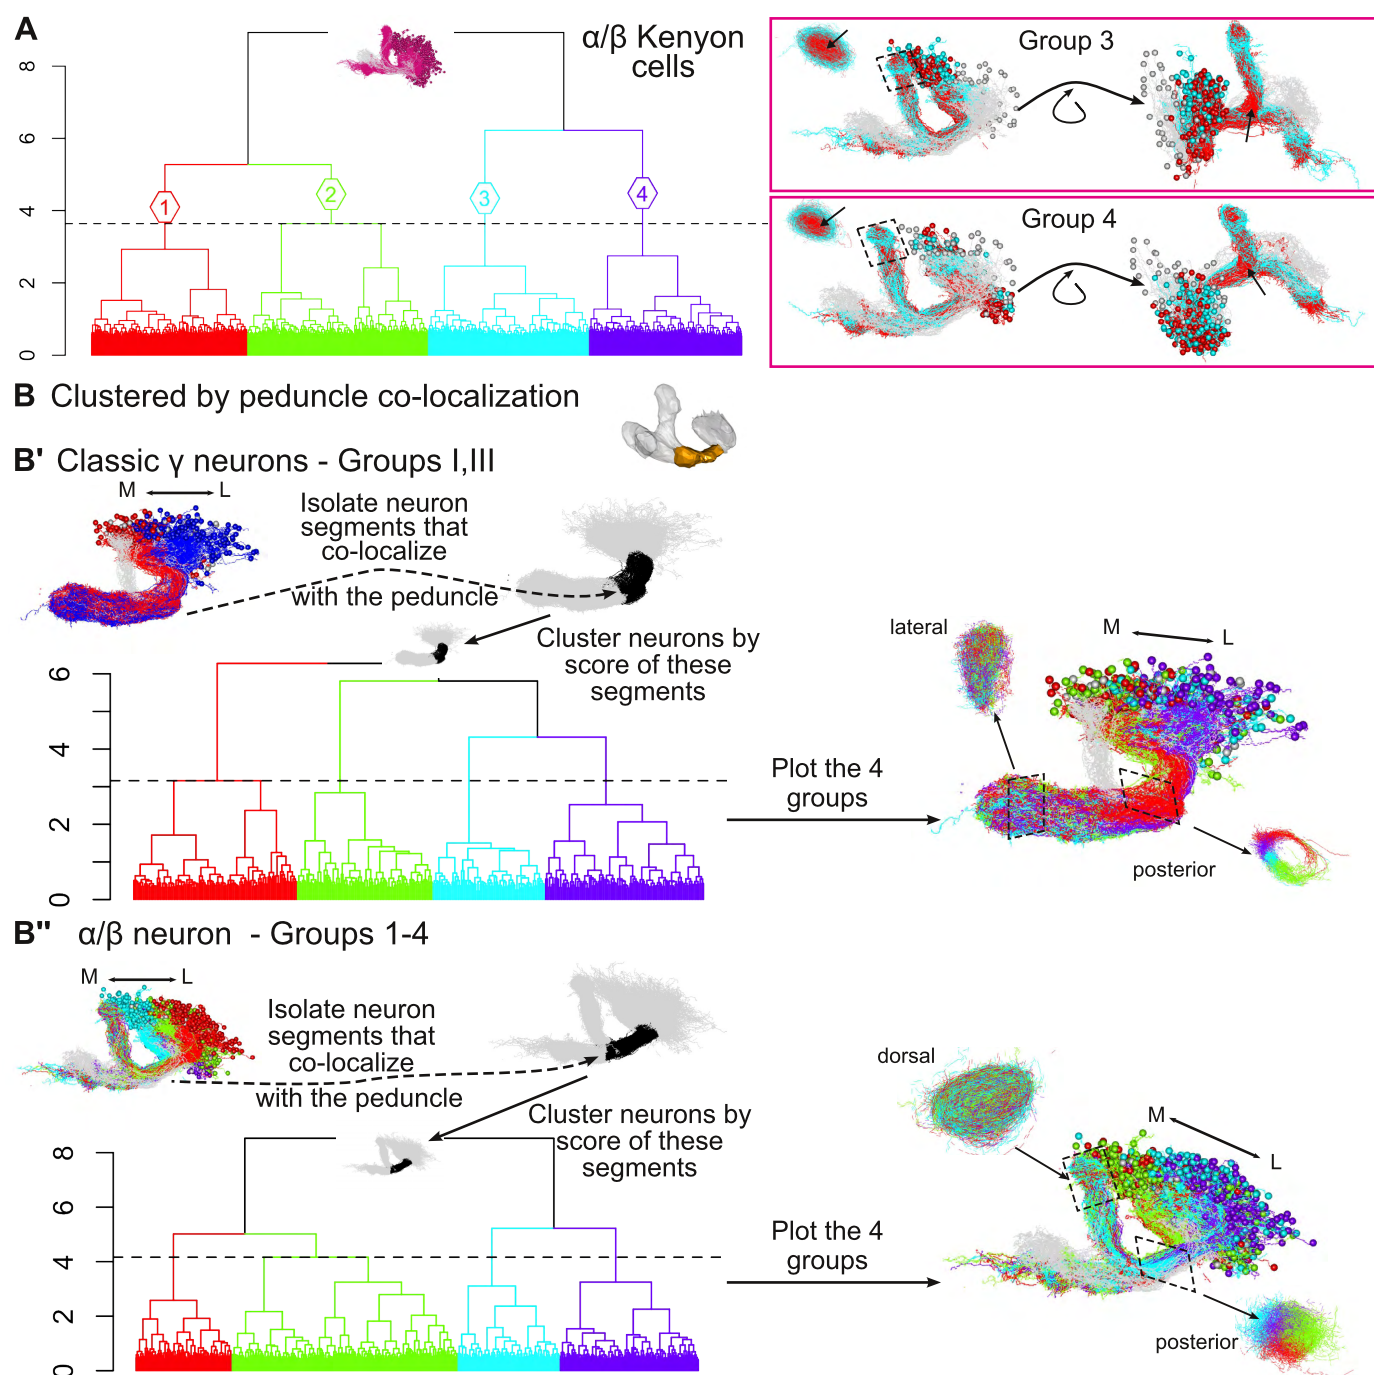 A
α/β Kenyon
cells
8
6
4
2
0
1
2
3
4
Group 3
Group 4
B Clustered by peduncle co-localization
B' Classic γ neurons - Groups I,III
M L
Isolate neuron
segments that
co-localize
with the peduncle
Cluster neurons by
score of these
segments
6
4
2
0
Plot the 4
groups
lateral
M L
posterior
B" α/β neuron - Groups 1-4
M L
Isolate neuron
segments that
co-localize
with the peduncle
Cluster neurons by
score of these
segments
8
6
4
2
0
Plot the 4
groups
dorsal
M
L
posterior